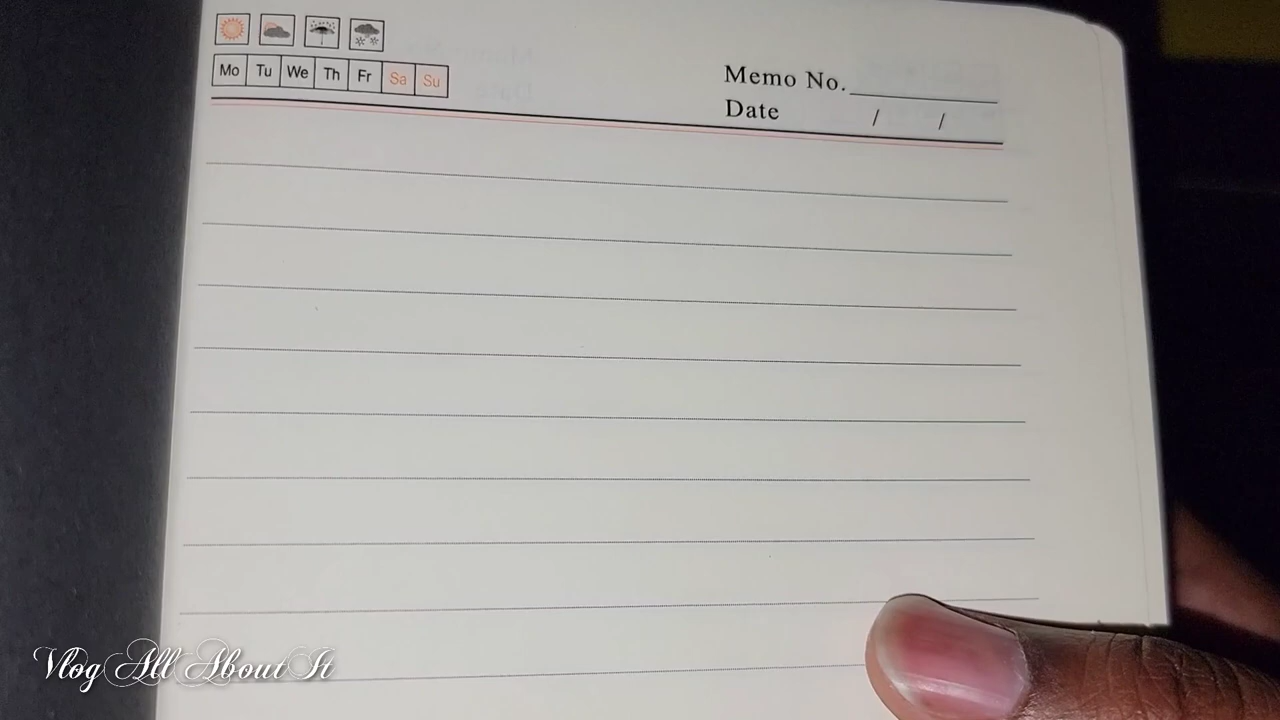 Mo Tu We Th Fr Sa Su
Memo No.
Date / /
Vlog All About It